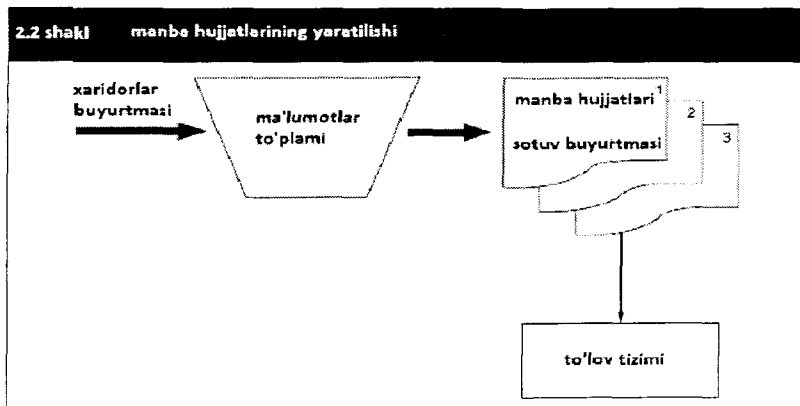 2.2 shakl manba hujjatlarining yaratilishi
xaridorlar
buyurtmasi
ma'lumotlar
to'plami
manba hujjatlari 1
sotuv buyurtmasi
2
3
to'lov tizimi